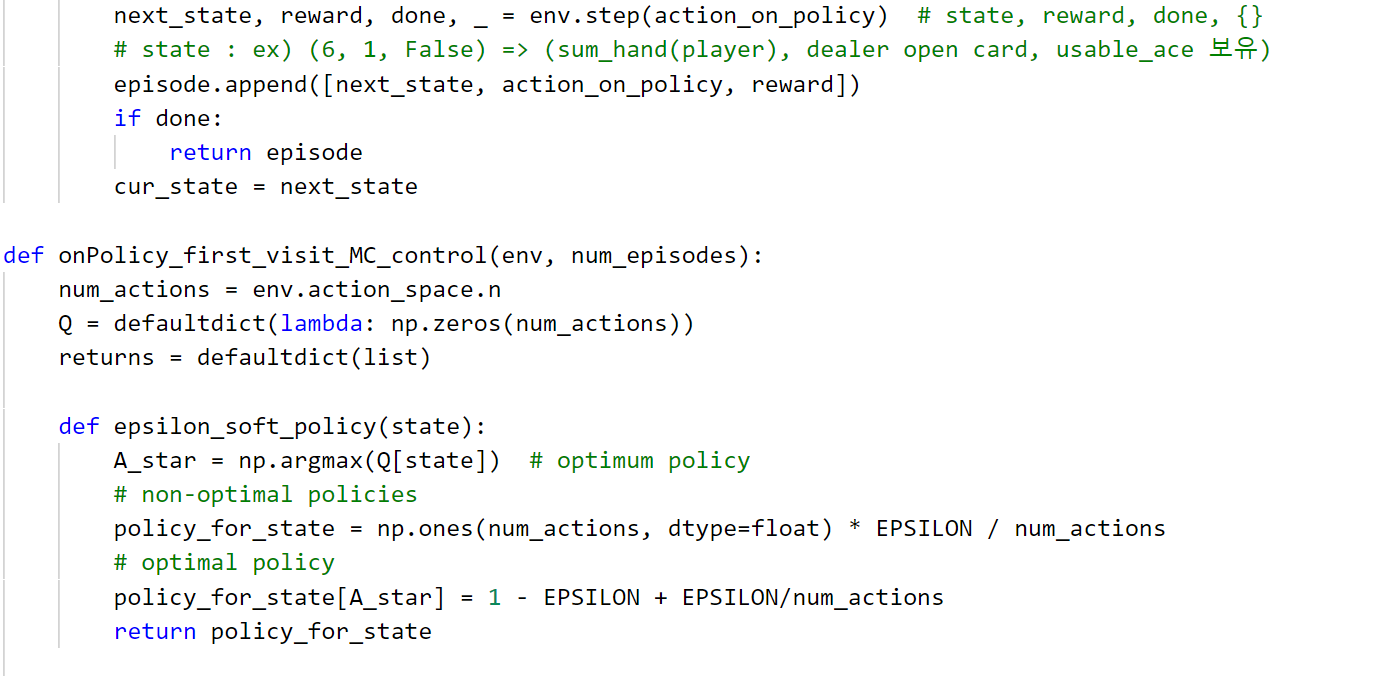 next_state, reward, done, _ = env.step(action_on_policy)  # state, reward, done, {}
# state : ex) (6, 1, False) => (sum_hand(player), dealer open card, usable_ace 보유)
episode.append([next_state, action_on_policy, reward])
if done:
return episode
cur_state = next_state
def onPolicy_first_visit_MC_control(env, num_episodes):
num_actions = env.action_space.n
Q = defaultdict(lambda: np.zeros(num_actions))
returns = defaultdict(list)
def epsilon_soft_policy(state):
A_star = np.argmax(Q[state])  # optimum policy
# non-optimal policies
policy_for_state = np.ones(num_actions, dtype=float) * EPSILON / num_actions
# optimal policy
policy_for_state[A_star] = 1 - EPSILON + EPSILON/num_actions
return policy_for_state